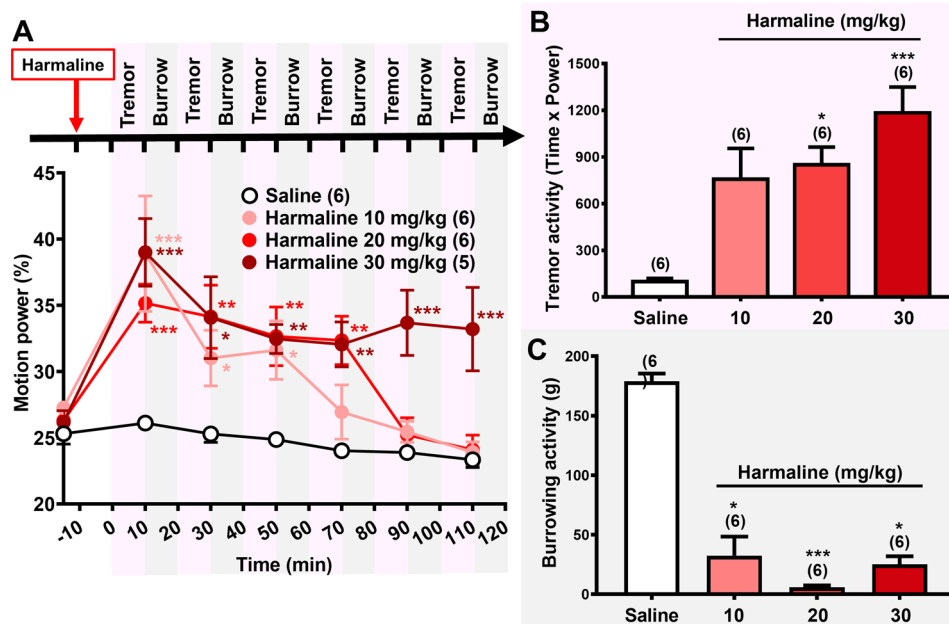 A
Harmaline
Tremor
Burrow
Tremor
Burrow
Tremor
Burrow
Tremor
Burrow
Tremor
Burrow
Tremor
Burrow
45
40
35
30
25
20
Motion power (%)
Saline (6)
Harmaline 10 mg/kg (6)
Harmaline 20 mg/kg (6)
Harmaline 30 mg/kg (5)
***
***
***
**
*
*
**
**
*
**
**
***
***
-10 0 10 20 30 40 50 60 70 80 90 100 110 120
Time (min)
B
Harmaline (mg/kg)
1500
1200
900
600
300
0
Tremor activity (Time x Power)
(6)
(6)
*
(6)
***
(6)
Saline 10 20 30
C
200
150
100
50
0
Burrowing activity (g)
(6
)
Harmaline (mg/kg)
*
(6)
***
(6)
*
(6)
Saline 10 20 30